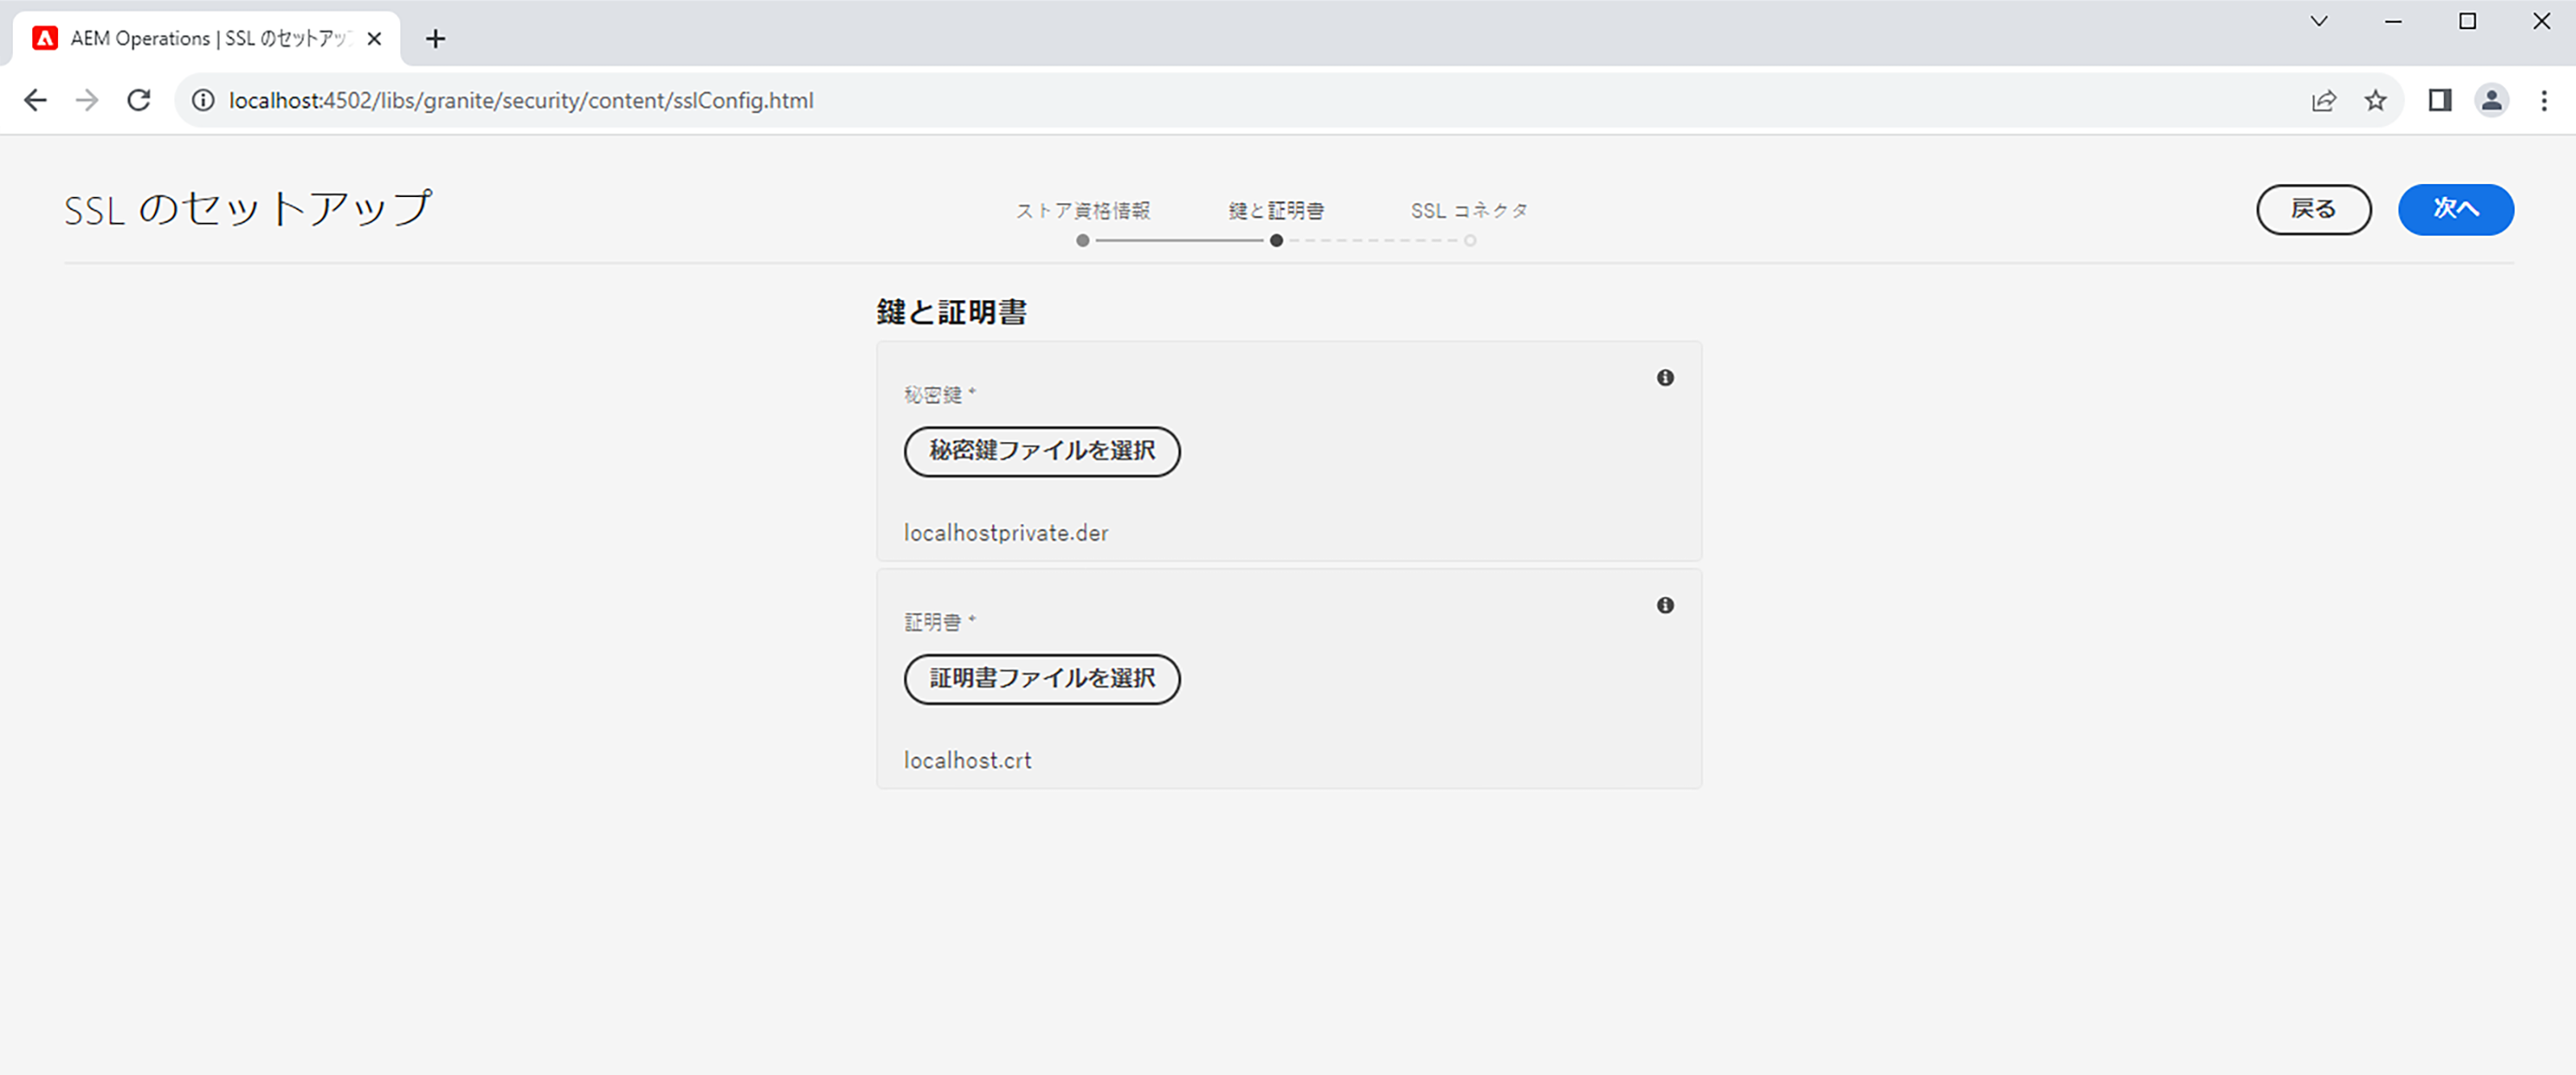 AEM Operations | SSL のセットアップ
localhost:4502/libs/granite/security/content/sslConfig.html
SSL のセットアップ
ストア資格情報
鍵と証明書
SSL コネクタ
戻る
次へ
鍵と証明書
秘密鍵 *
秘密鍵ファイルを選択
localhostprivate.der
証明書 *
証明書ファイルを選択
localhost.crt